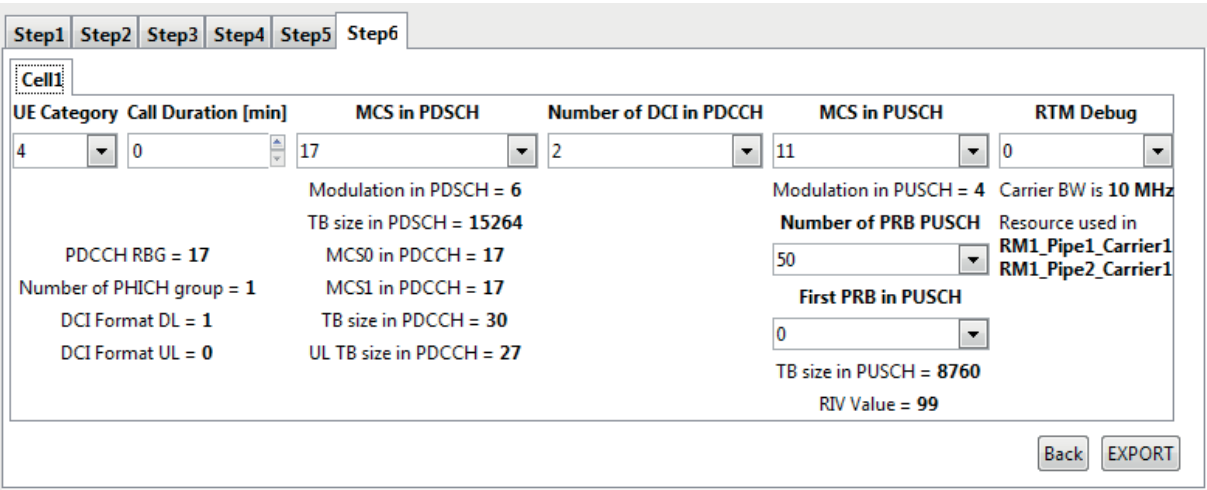 Step1 Step2 Step3 Step4 Step5 Step6
Cell1
UE Category Call Duration [min] MCS in PDSCH Number of DCI in PDCCH MCS in PUSCH RTM Debug
4 0 17 2 11 0
Modulation in PDSCH = 6 Modulation in PUSCH = 4 Carrier BW is 10 MHz
TB size in PDSCH = 15264 Number of PRB PUSCH Resource used in
PDCCH RBG = 17 MCS0 in PDCCH = 17 50 RM1_Pipe1_Carrier1
RM1_Pipe2_Carrier1
Number of PHICH group = 1 MCS1 in PDCCH = 17 First PRB in PUSCH
DCI Format DL = 1 TB size in PDCCH = 30 0
DCI Format UL = 0 UL TB size in PDCCH = 27
TB size in PUSCH = 8760
RIV Value = 99
Back EXPORT